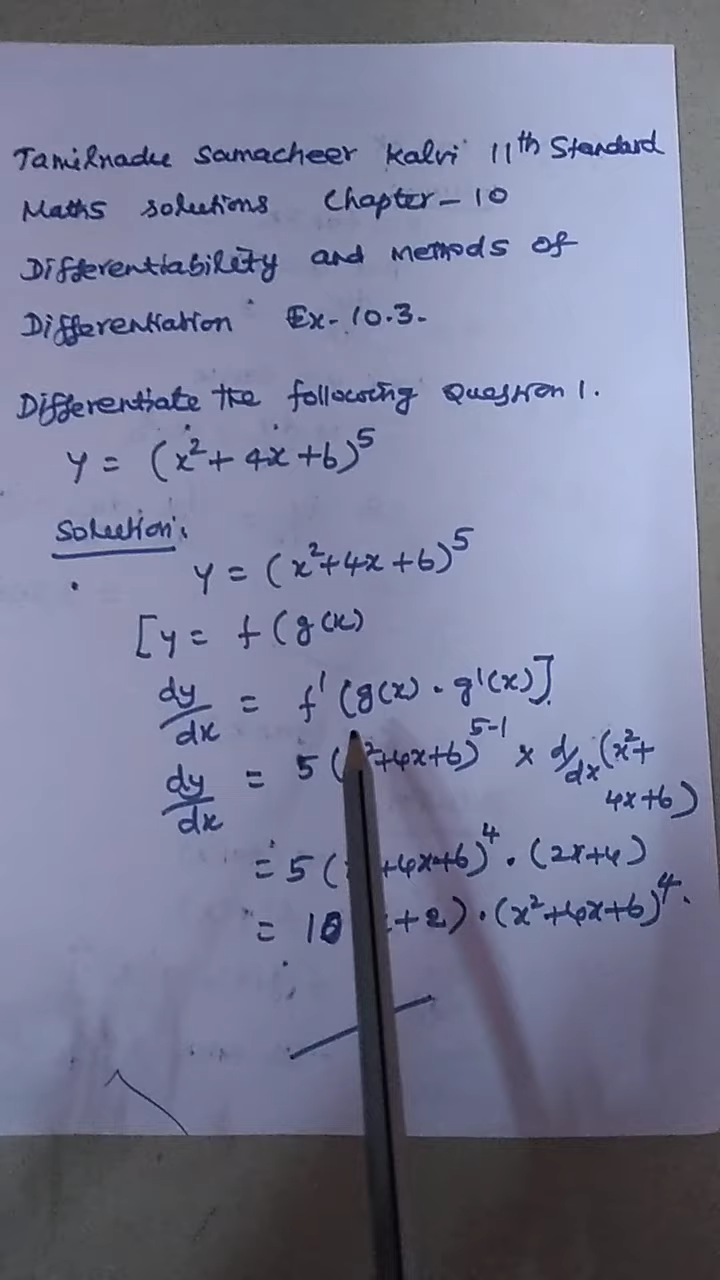 Tamilnadu Samacheer Kalvi 11th Standard
Maths solutions Chapter - 10
Differentiability and Methods of
Differentiation Ex - 10.3.
Differentiate the following Question 1.
y = (x² + 4x + 6)⁵
Solution:
y = (x² + 4x + 6)⁵
[y = f(g(x)
dy/dx = f'(g(x) · g'(x)]
dy/dx = 5( ²+4x+6)⁵⁻¹ × d/dx (x²+
4x+6)
= 5( +4x+6)⁴ · (2x+4)
= 10 +2) · (x²+4x+6)⁴.